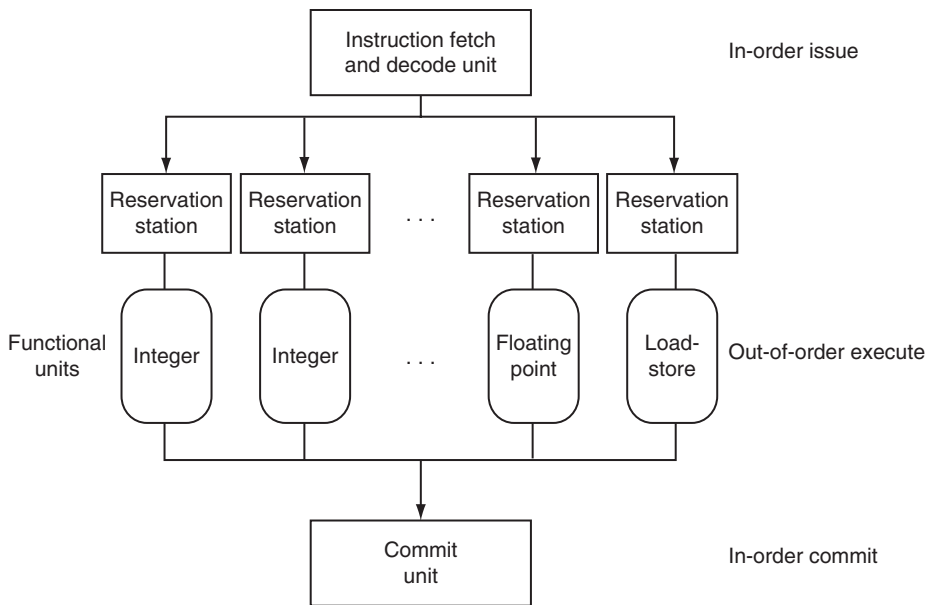 Instruction fetch
and decode unit
In-order issue
Reservation
station
Reservation
station
. . .
Reservation
station
Reservation
station
Functional
units
Integer
Integer
. . .
Floating
point
Load-
store
Out-of-order execute
Commit
unit
In-order commit